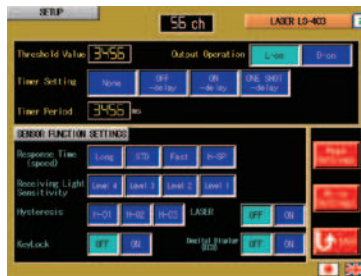 SETUP
56 ch
LASER LS-403
Threshold Value 3456 Output Operation L-on D-on
Timer Setting None OFF -delay ON -delay ONE SHOT -delay
Timer Period 3456 ms
SENSOR FUNCTION SETTINGS
Response Time (speed) Long STD Fast H-SP
Receiving Light Sensitivity Level 4 Level 3 Level 2 Level 1
Hysteresis H-01 H-02 H-03 LASER OFF ON
KeyLock OFF ON Digital Display OFF ON